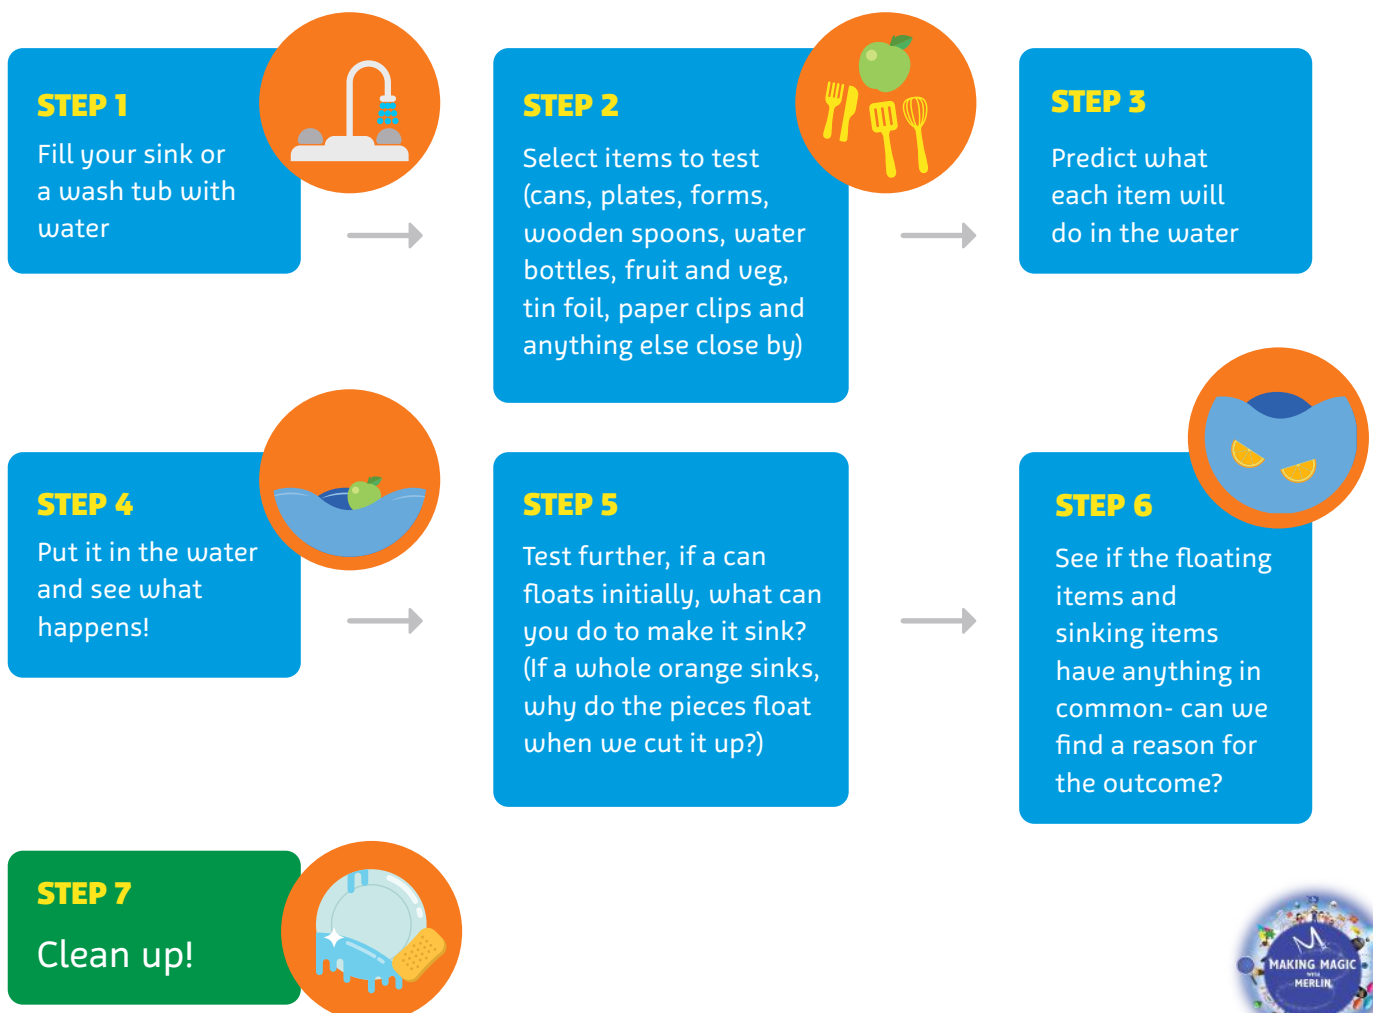 STEP 1
Fill your sink or
a wash tub with
water
STEP 2
Select items to test
(cans, plates, forms,
wooden spoons, water
bottles, fruit and veg,
tin foil, paper clips and
anything else close by)
STEP 3
Predict what
each item will
do in the water
STEP 4
Put it in the water
and see what
happens!
STEP 5
Test further, if a can
floats initially, what can
you do to make it sink?
(If a whole orange sinks,
why do the pieces float
when we cut it up?)
STEP 6
See if the floating
items and
sinking items
have anything in
common- can we
find a reason for
the outcome?
STEP 7
Clean up!
MAKING MAGIC
WITH
MERLIN